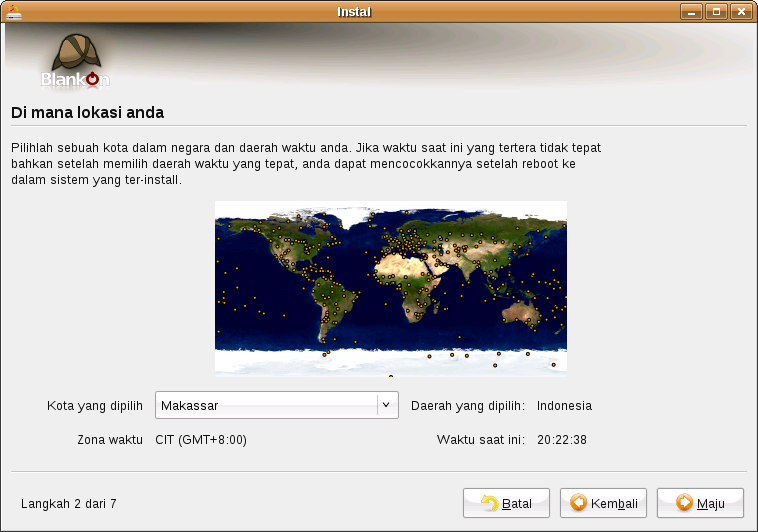 Instal
BlankOn
Di mana lokasi anda
Pilihlah sebuah kota dalam negara dan daerah waktu anda. Jika waktu saat ini yang tertera tidak tepat
bahkan setelah memilih daerah waktu yang tepat, anda dapat mencocokkannya setelah reboot ke
dalam sistem yang ter-install.
Kota yang dipilih Makassar Daerah yang dipilih: Indonesia
Zona waktu CIT (GMT+8:00) Waktu saat ini: 20:22:38
Langkah 2 dari 7 Batal Kembali Maju